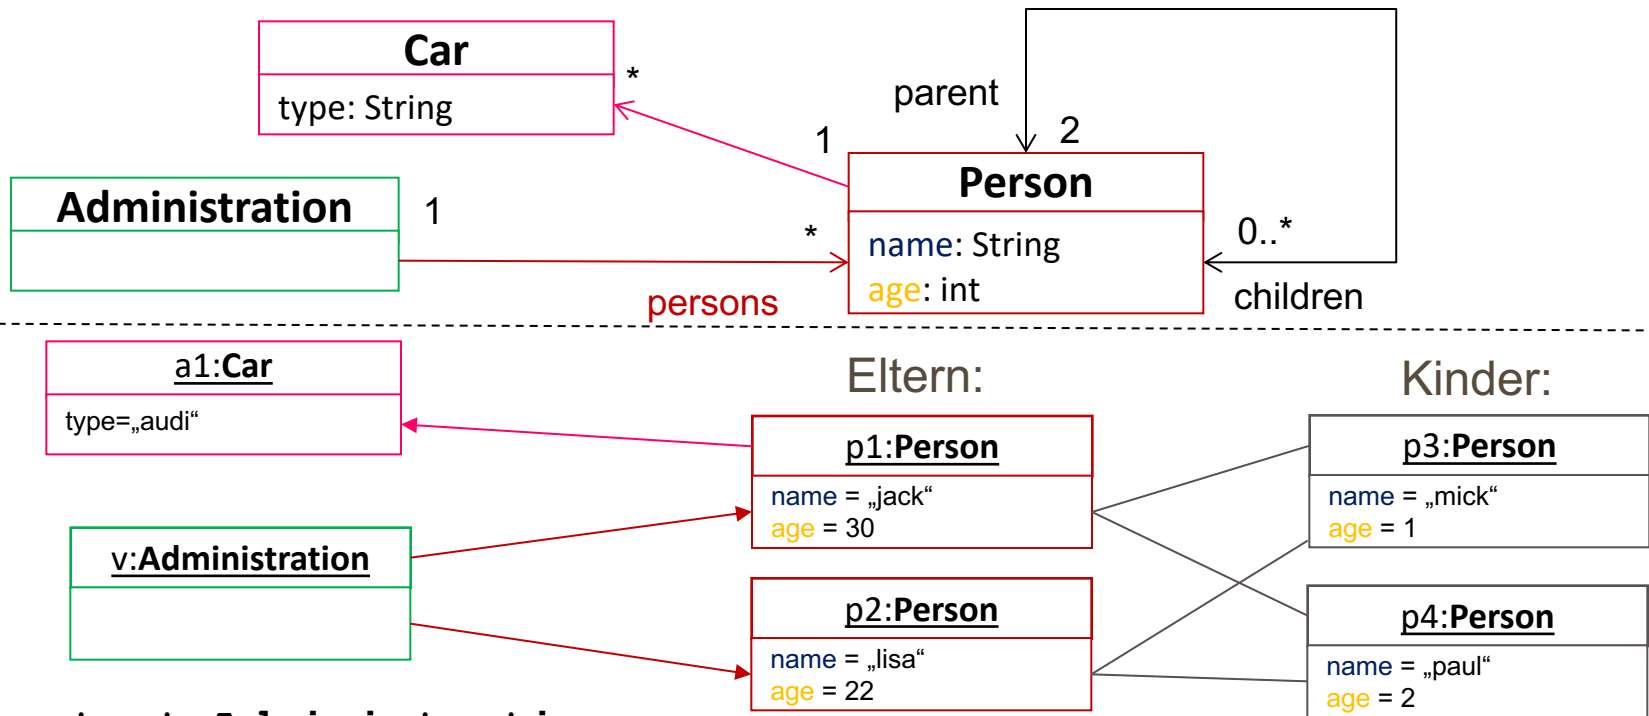 Car
type: String
*
1
parent
2
Person
name: String
age: int
0..*
children
Administration
1
*
persons
a1:Car
type=„audi“
Eltern:
Kinder:
p1:Person
name = „jack“
age = 30
p3:Person
name = „mick“
age = 1
v:Administration
p2:Person
name = „lisa“
age = 22
p4:Person
name = „paul“
age = 2